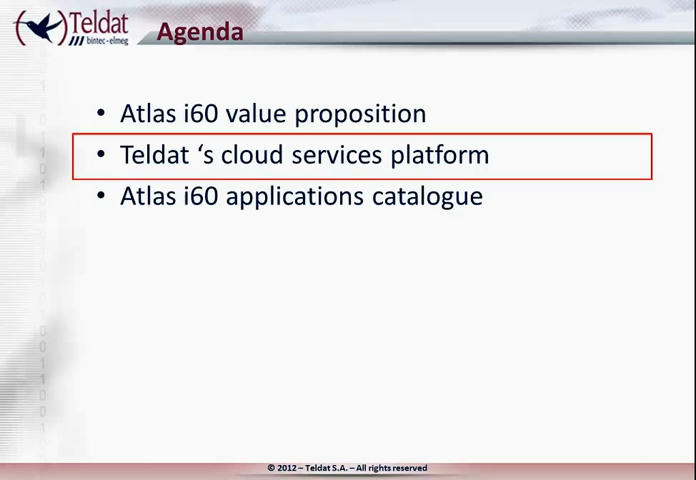 Teldat
bintec-elmeg
Agenda
• Atlas i60 value proposition
• Teldat ‘s cloud services platform
• Atlas i60 applications catalogue
© 2012 – Teldat S.A. – All rights reserved